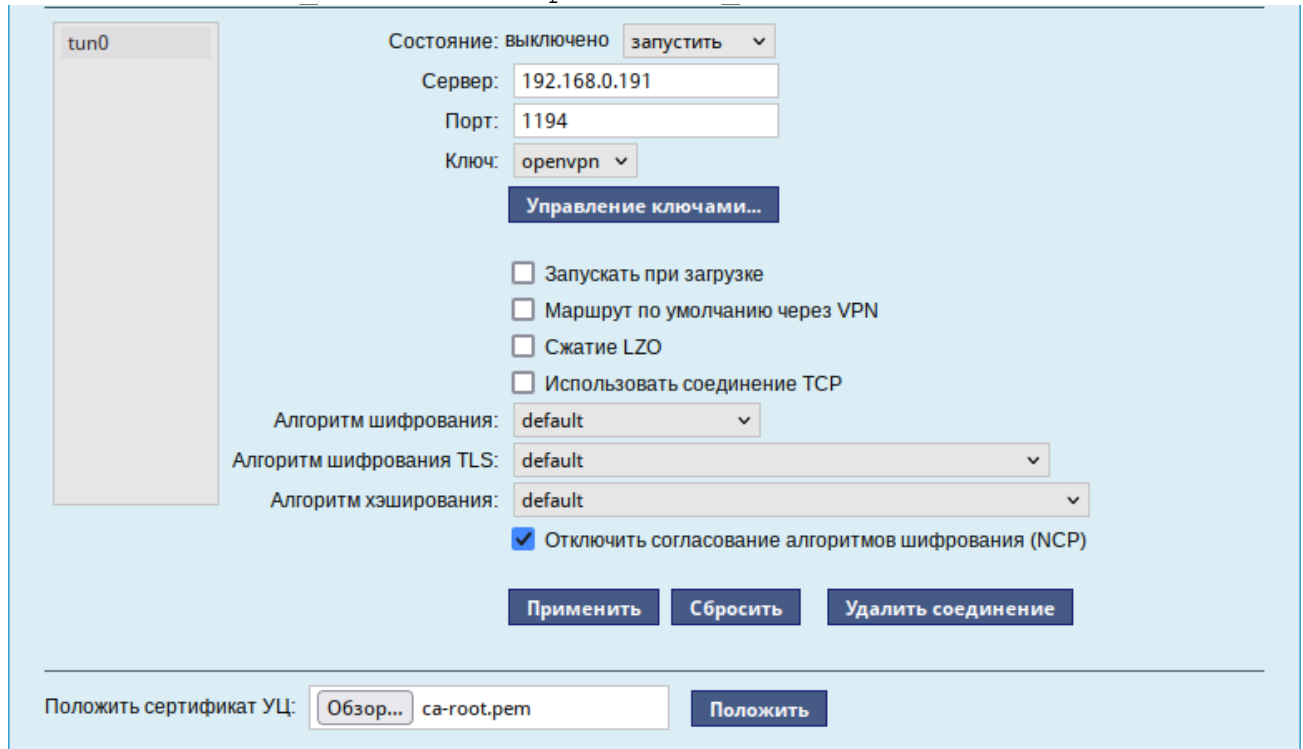 tun0
Состояние: выключено запустить
Сервер: 192.168.0.191
Порт: 1194
Ключ: openvpn
Управление ключами...
Запускать при загрузке
Маршрут по умолчанию через VPN
Сжатие LZO
Использовать соединение TCP
Алгоритм шифрования: default
Алгоритм шифрования TLS: default
Алгоритм хэширования: default
Отключить согласование алгоритмов шифрования (NCP)
Применить Сбросить Удалить соединение
Положить сертификат УЦ: Обзор... ca-root.pem Положить